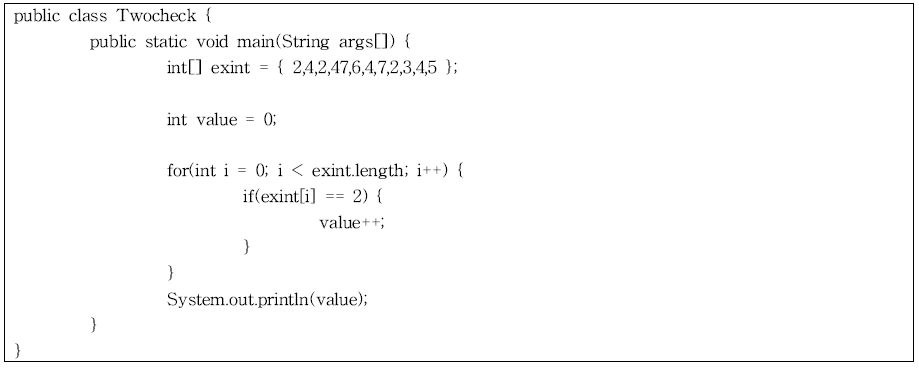 public class Twocheck {
public static void main(String args[]) {
int[] exint = { 2,4,2,47,6,4,7,2,3,4,5 };
int value = 0;
for(int i = 0; i < exint.length; i++) {
if(exint[i] == 2) {
value++;
}
}
System.out.println(value);
}
}